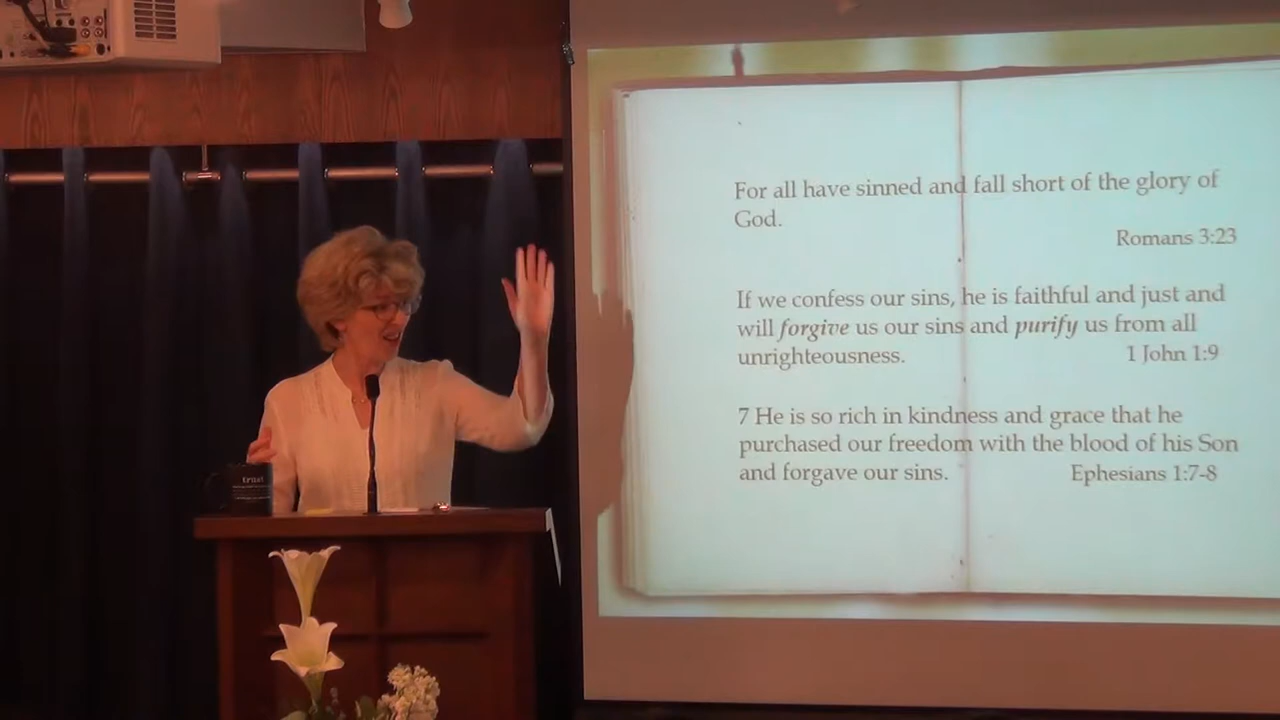 For all have sinned and fall short of the glory of
God.
Romans 3:23
If we confess our sins, he is faithful and just and
will forgive us our sins and purify us from all
unrighteousness. 1 John 1:9
7 He is so rich in kindness and grace that he
purchased our freedom with the blood of his Son
and forgave our sins. Ephesians 1:7-8
trust